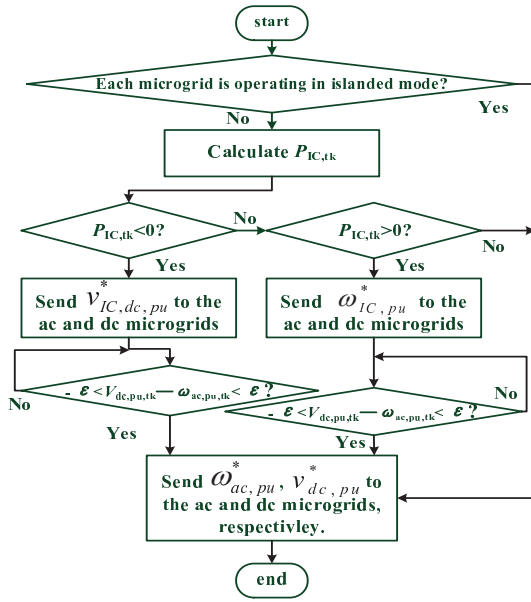 start
Each microgrid is operating in islanded mode?
No
Yes
Calculate P_IC,tk
P_IC,tk<0?
No
P_IC,tk>0?
No
Yes
Yes
Send v*_IC,dc,pu to the
ac and dc microgrids
Send ω*_IC,pu to the
ac and dc microgrids
- ε <V_dc,pu,tk— ω_ac,pu,tk< ε ?
No
- ε <V_dc,pu,tk— ω_ac,pu,tk< ε ?
No
Yes
Yes
Send ω*_ac,pu, v*_dc,pu to
the ac and dc microgrids,
respectivley.
end